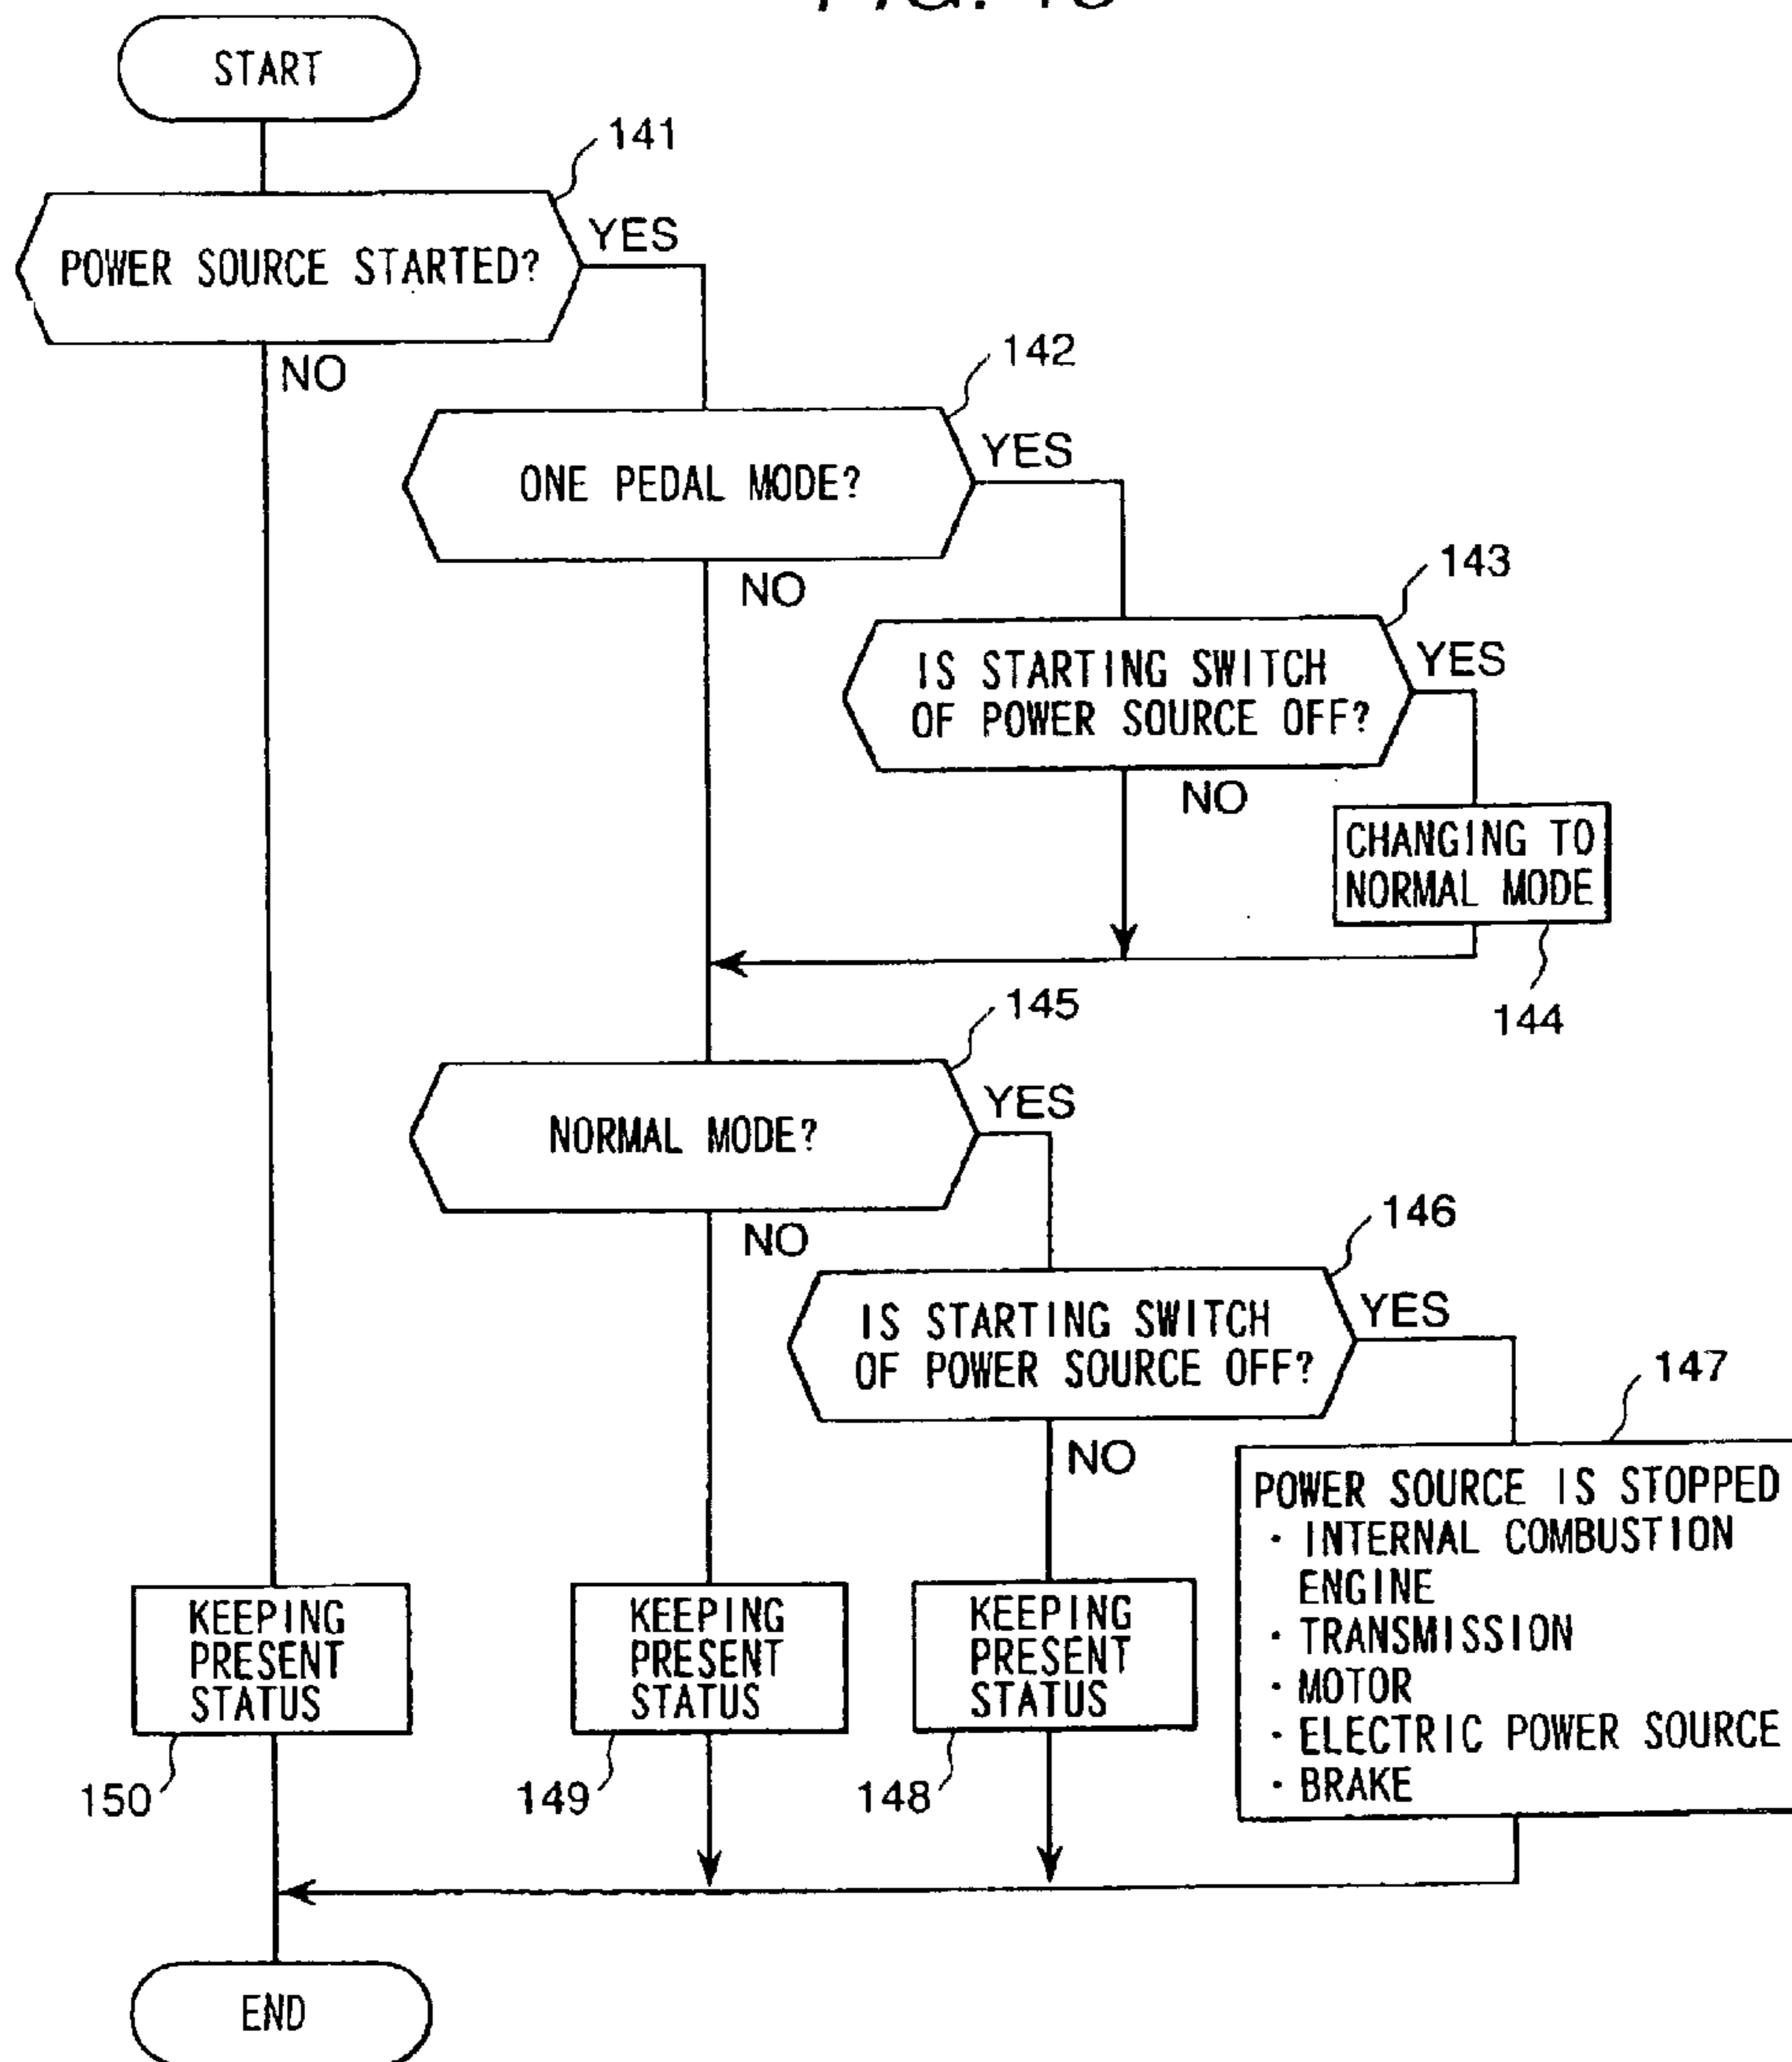 START
141
POWER SOURCE STARTED?
YES
NO
142
ONE PEDAL MODE?
YES
NO
143
IS STARTING SWITCH
OF POWER SOURCE OFF?
YES
NO
CHANGING TO
NORMAL MODE
144
145
NORMAL MODE?
YES
NO
146
IS STARTING SWITCH
OF POWER SOURCE OFF?
YES
NO
147
POWER SOURCE IS STOPPED
· INTERNAL COMBUSTION
ENGINE
· TRANSMISSION
· MOTOR
· ELECTRIC POWER SOURCE
· BRAKE
KEEPING
PRESENT
STATUS
150
KEEPING
PRESENT
STATUS
149
KEEPING
PRESENT
STATUS
148
END